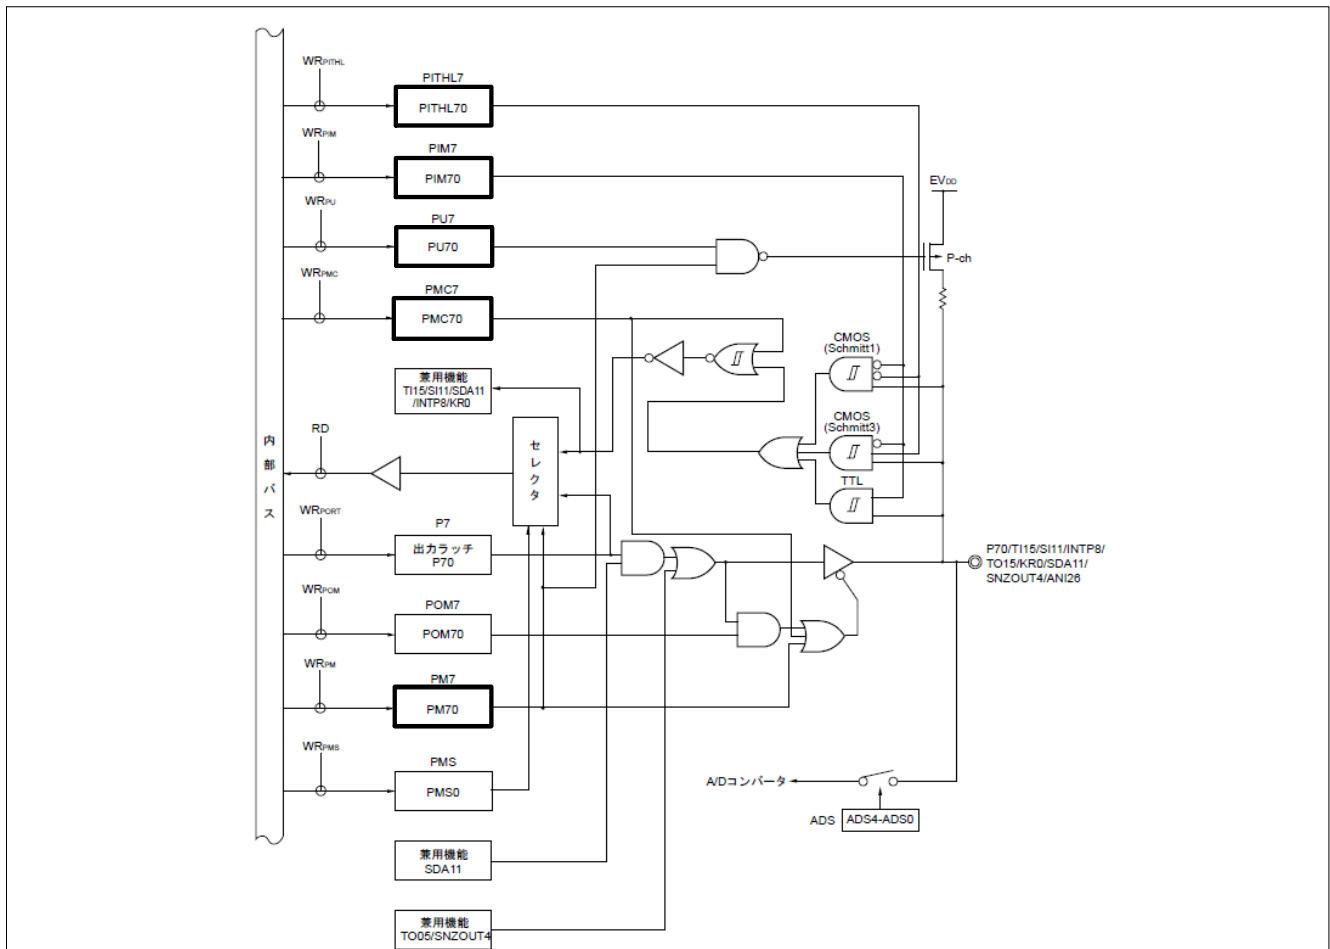 WRPITHL
PITHL7
PITHL70
WRPIM
PIM7
PIM70
WRPU
PU7
PU70
WRPMC
PMC7
PMC70
EVDD
P-ch
CMOS
(Schmitt1)
CMOS
(Schmitt3)
TTL
兼用機能
TI15/SI11/SDA11
/INTP8/KR0
内部バス
RD
セレクタ
WRPORT
P7
出力ラッチ
P70
P70/TI15/SI11/INTP8/
TO15/KR0/SDA11/
SNZOUT4/ANI26
WRPOM
POM7
POM70
WRPM
PM7
PM70
WRPMS
PMS
PMS0
A/Dコンバータ
ADS
ADS4-ADS0
兼用機能
SDA11
兼用機能
TO05/SNZOUT4